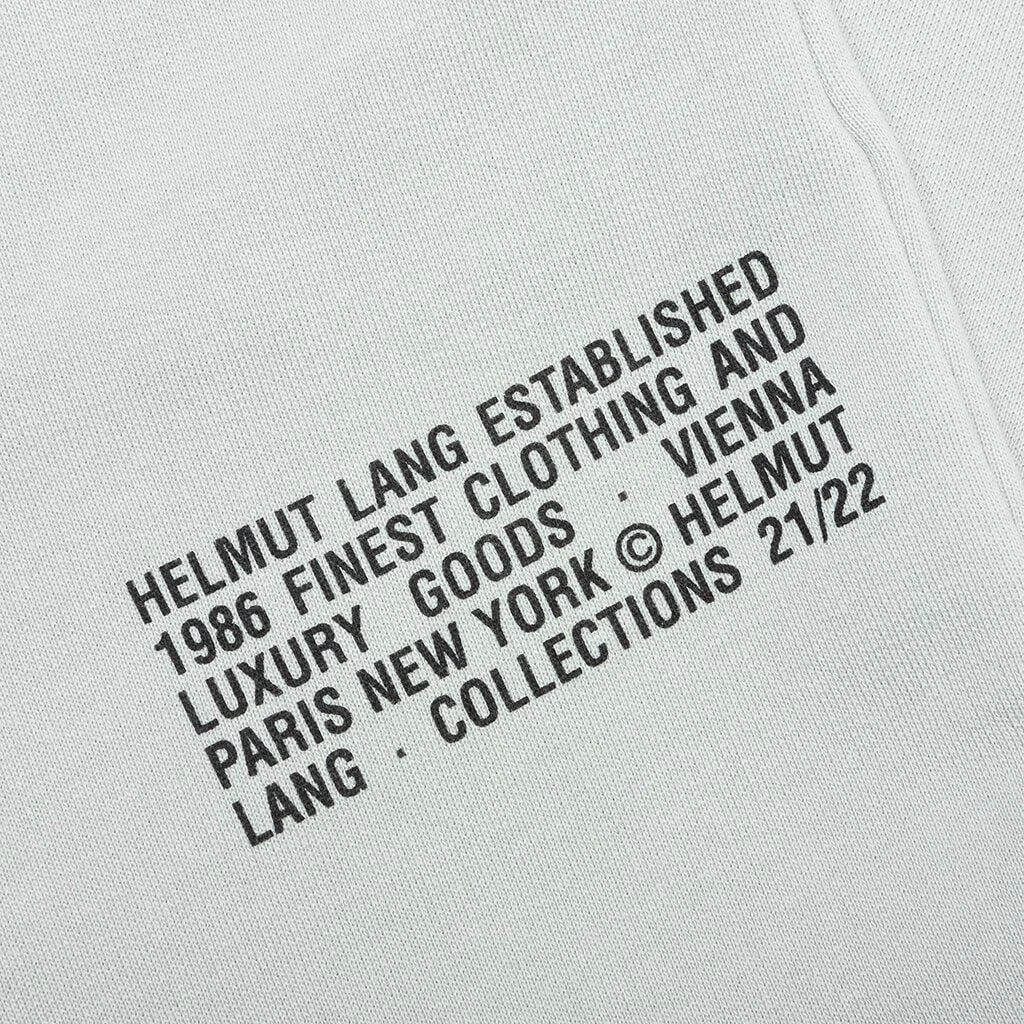 HELMUT LANG ESTABLISHED
1986 FINEST CLOTHING AND
LUXURY GOODS . VIENNA
PARIS NEW YORK © HELMUT
LANG . COLLECTIONS 21/22